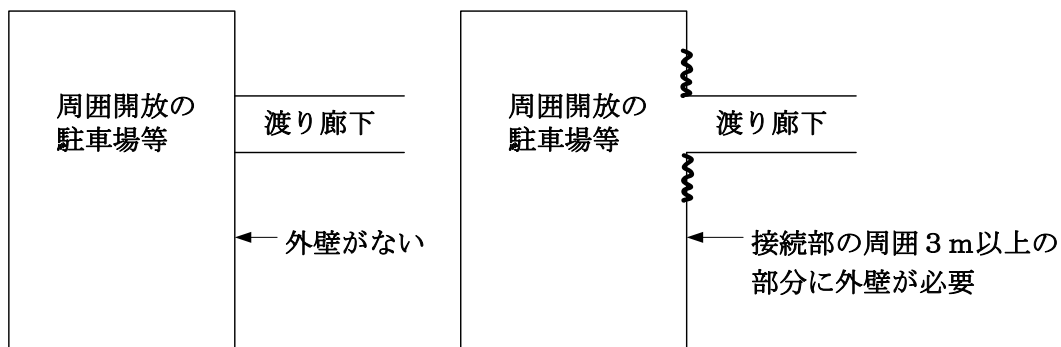 周囲開放の
駐車場等
渡り廊下
外壁がない
周囲開放の
駐車場等
渡り廊下
接続部の周囲３ｍ以上の
部分に外壁が必要